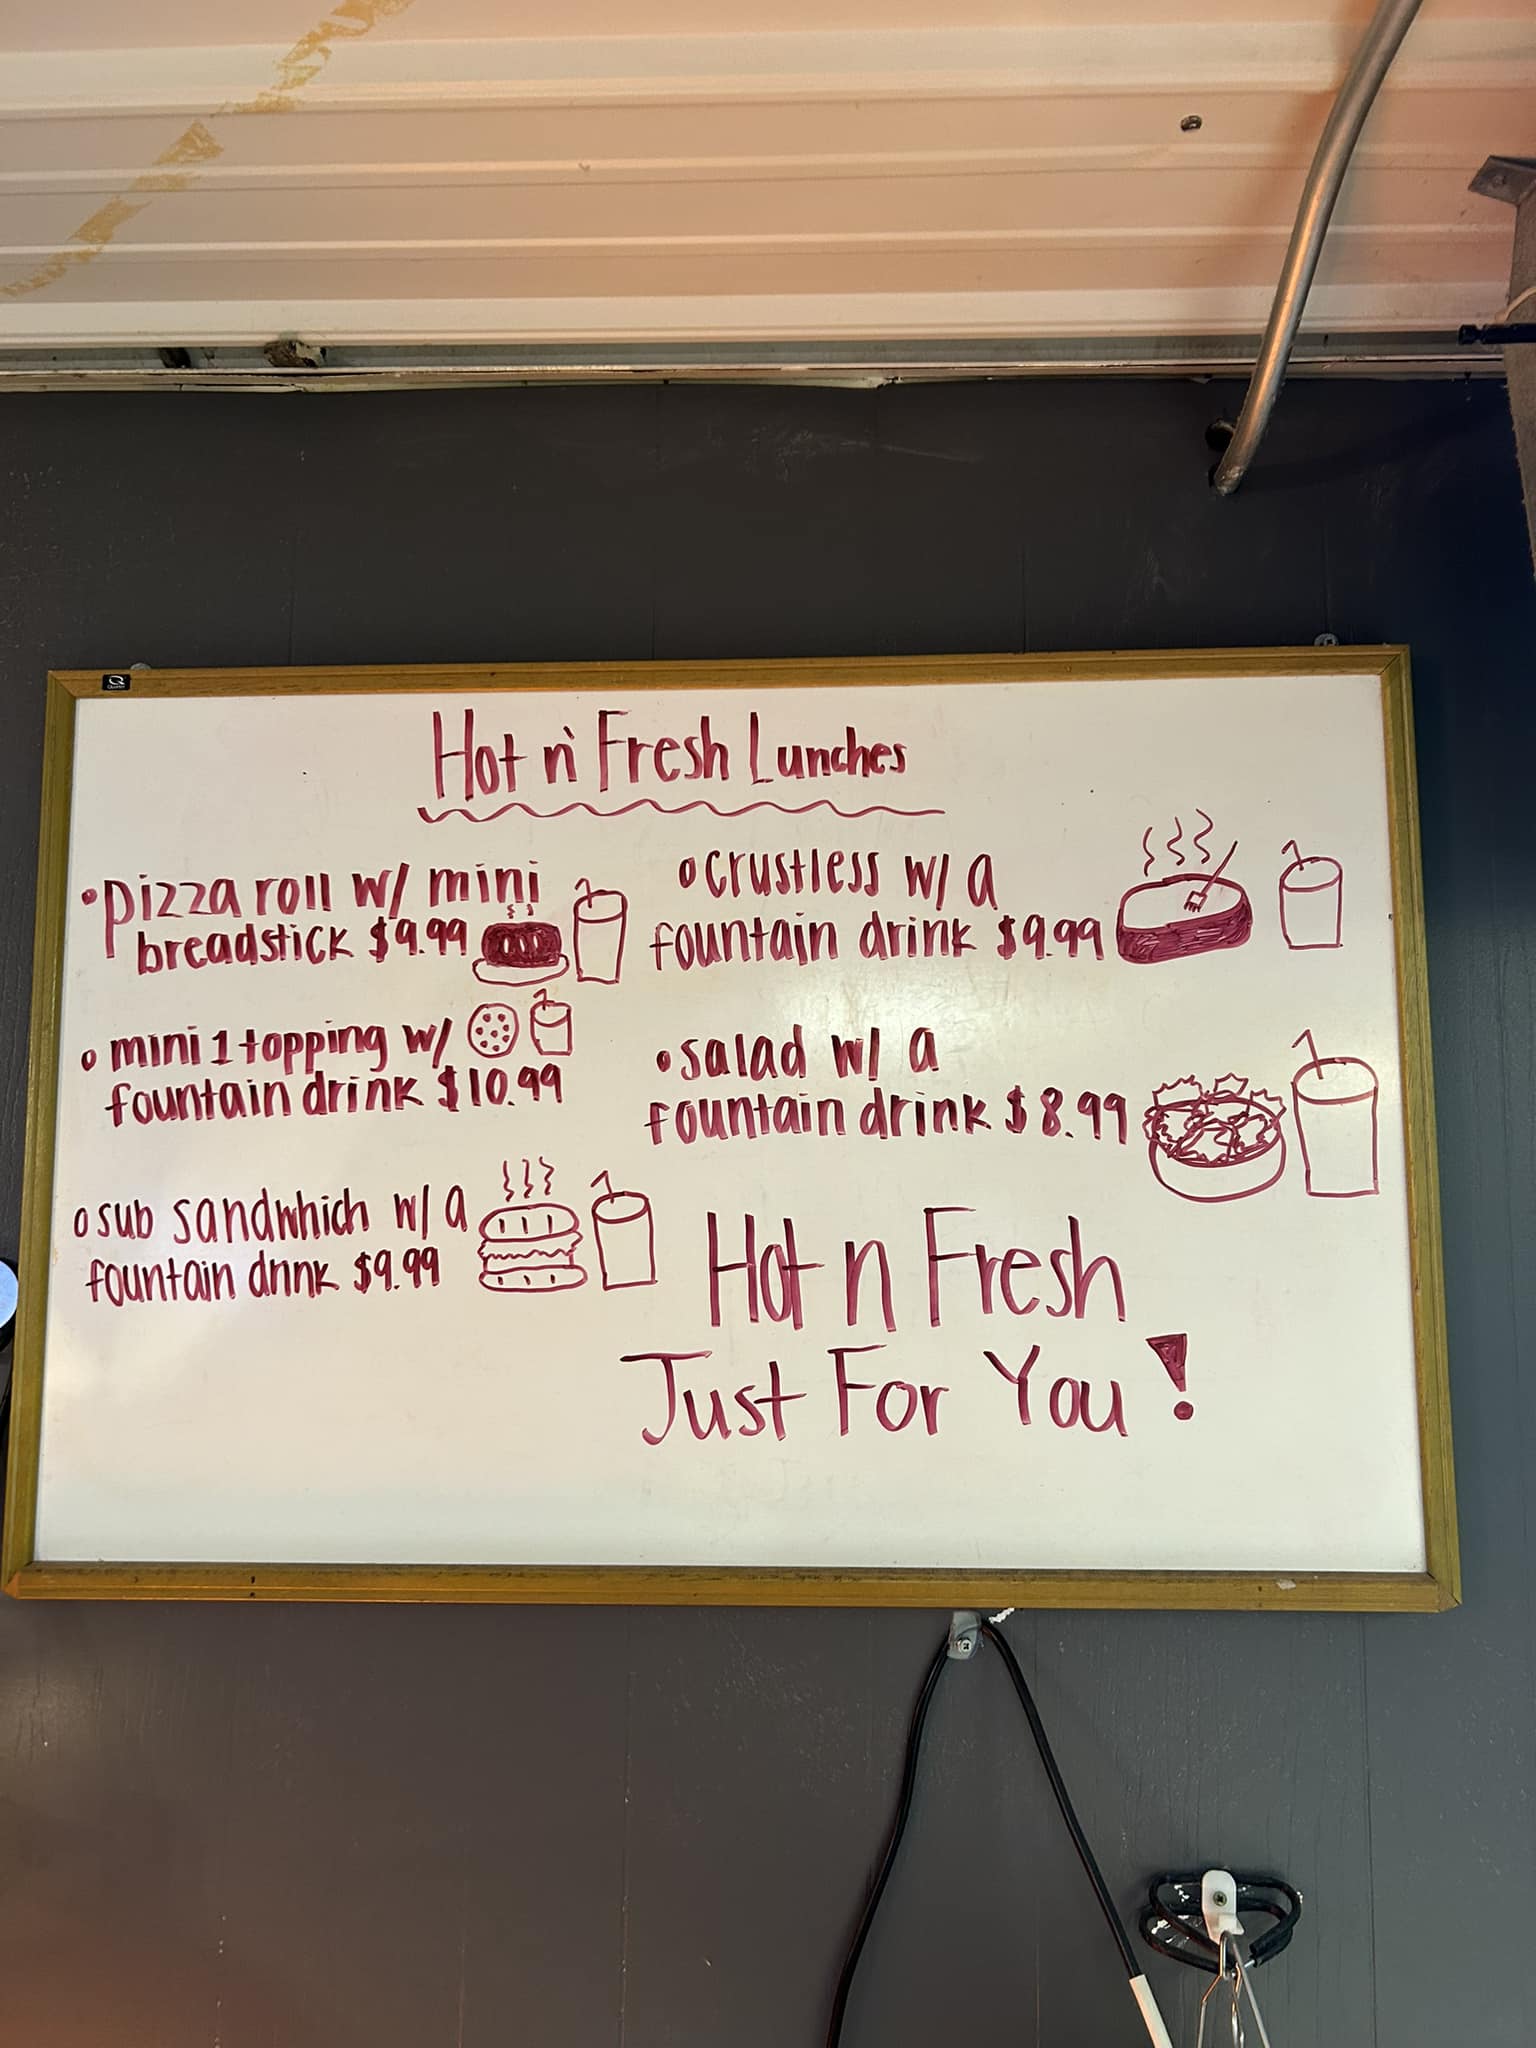 Hot n' Fresh Lunches
• pizza roll w/ mini
breadstick $9.99
• mini 1 topping w/
fountain drink $10.99
• sub sandwhich w/ a
fountain drink $9.99
• crustless w/ a
fountain drink $9.99
• salad w/ a
fountain drink $8.99
Hot n Fresh
Just For You!